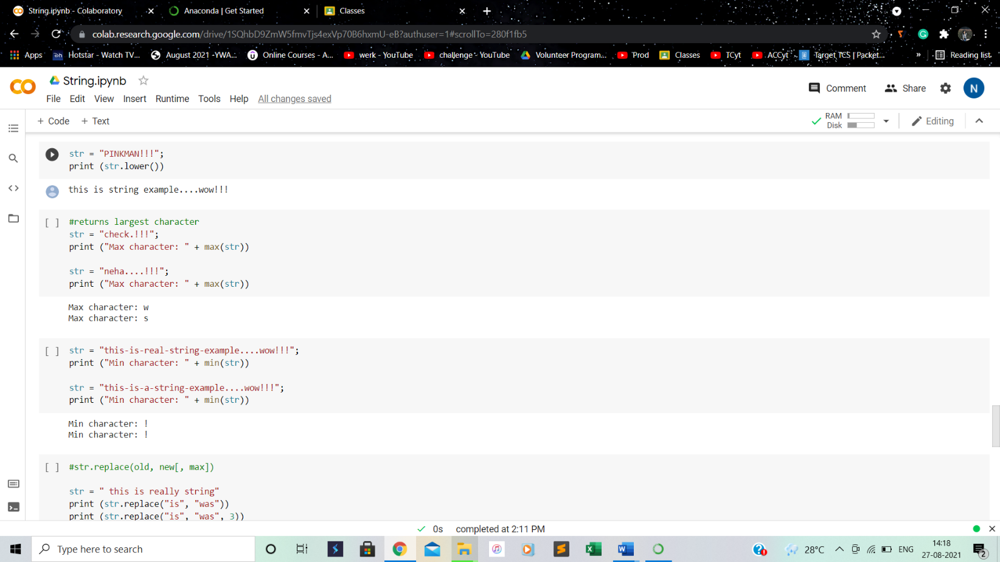 String.ipynb - Colaboratory
Anaconda | Get Started
Classes
colab.research.google.com/drive/1SQhbD9ZmW5fmvTjs4exVp70B6hxmU-eB?authuser=1#scrollTo=280f1fb5
Apps
Hotstar - Watch TV...
August 2021 -YWA...
Online Courses - A...
werk - YouTube
challenge - YouTube
Volunteer Program...
Prod
Classes
TCyt
ACCyt
Target TCS | Packet...
»
Reading list
String.ipynb
Comment
Share
N
File Edit View Insert Runtime Tools Help All changes saved
+ Code + Text
RAM
Disk
Editing
str = "PINKMAN!!!";
print (str.lower())
this is string example....wow!!!
[ ] #returns largest character
str = "check.!!!";
print ("Max character: " + max(str))
str = "neha....!!!";
print ("Max character: " + max(str))
Max character: w
Max character: s
[ ] str = "this-is-real-string-example....wow!!!";
print ("Min character: " + min(str))
str = "this-is-a-string-example....wow!!!";
print ("Min character: " + min(str))
Min character: !
Min character: !
[ ] #str.replace(old, new[, max])
str = " this is really string"
print (str.replace("is", "was"))
print (str.replace("is", "was", 3))
0s completed at 2:11 PM
Type here to search
28°C
ENG
14:18
27-08-2021
2